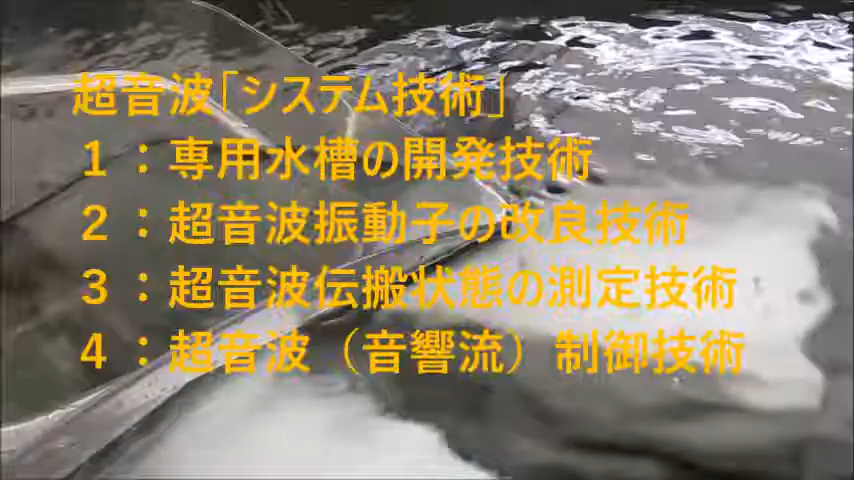 超音波「システム技術」
１：専用水槽の開発技術
２：超音波振動子の改良技術
３：超音波伝搬状態の測定技術
４：超音波（音響流）制御技術